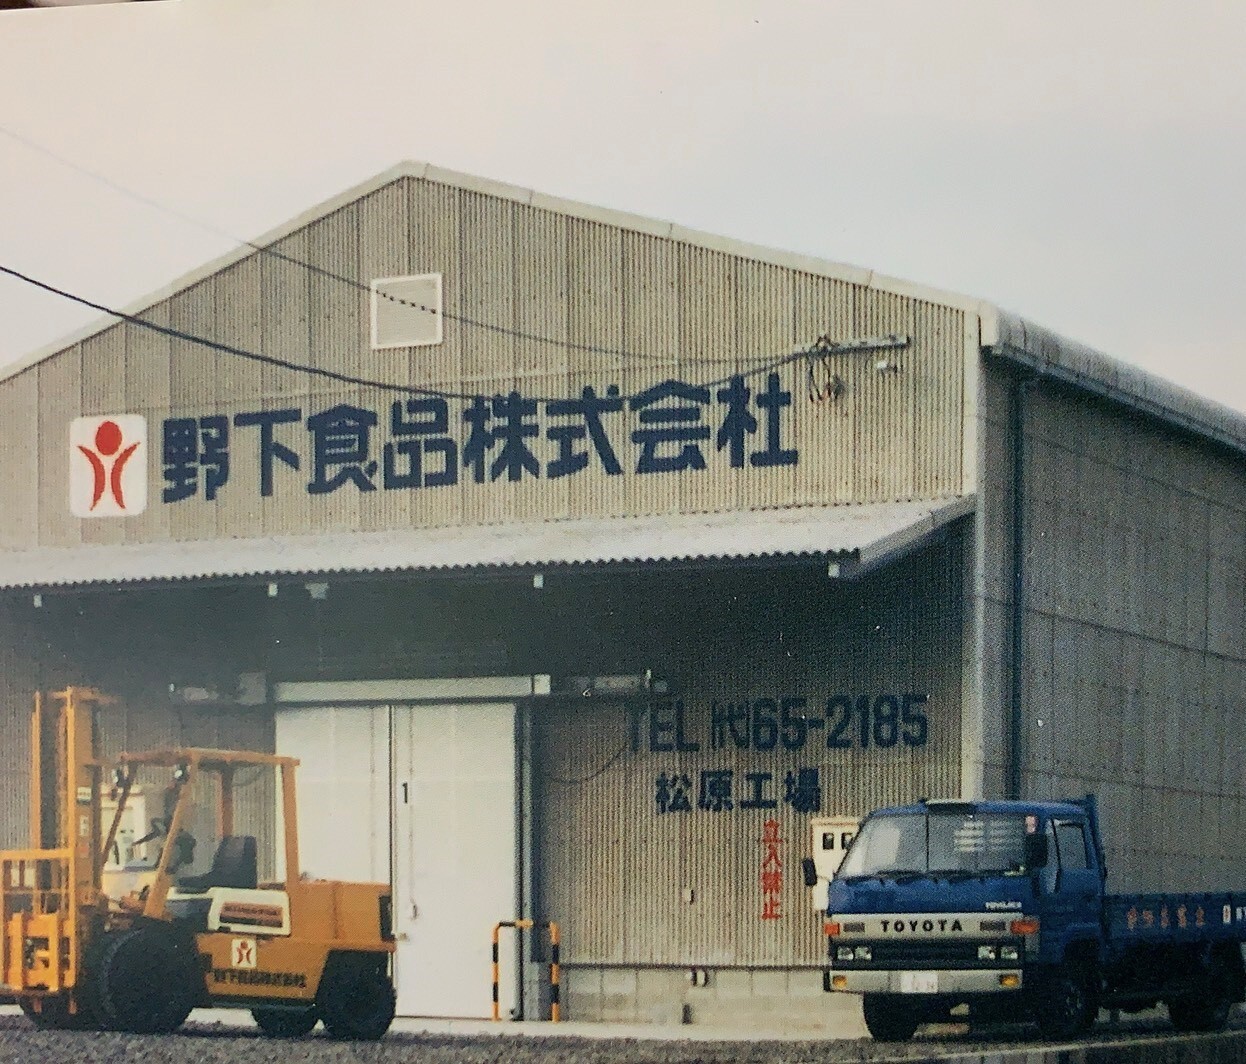 野下食品株式会社
TEL (代)65-2185
松原工場
立入禁止
1
TOYOTA
野下食品株式会社